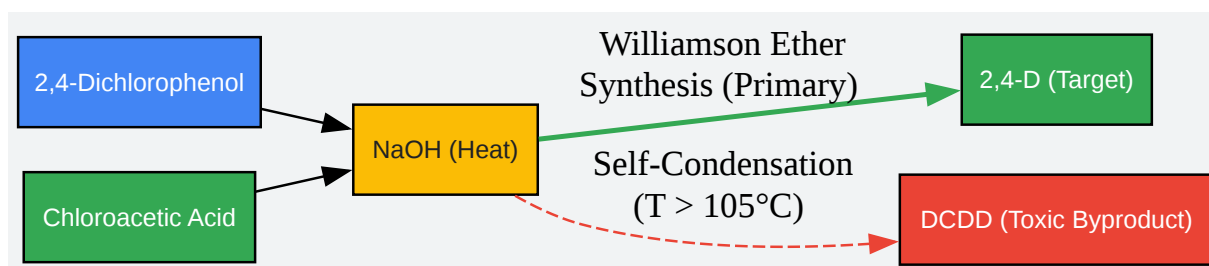 2,4-Dichlorophenol
Chloroacetic Acid
NaOH (Heat)
Williamson Ether
Synthesis (Primary)
2,4-D (Target)
Self-Condensation
(T > 105°C)
DCDD (Toxic Byproduct)